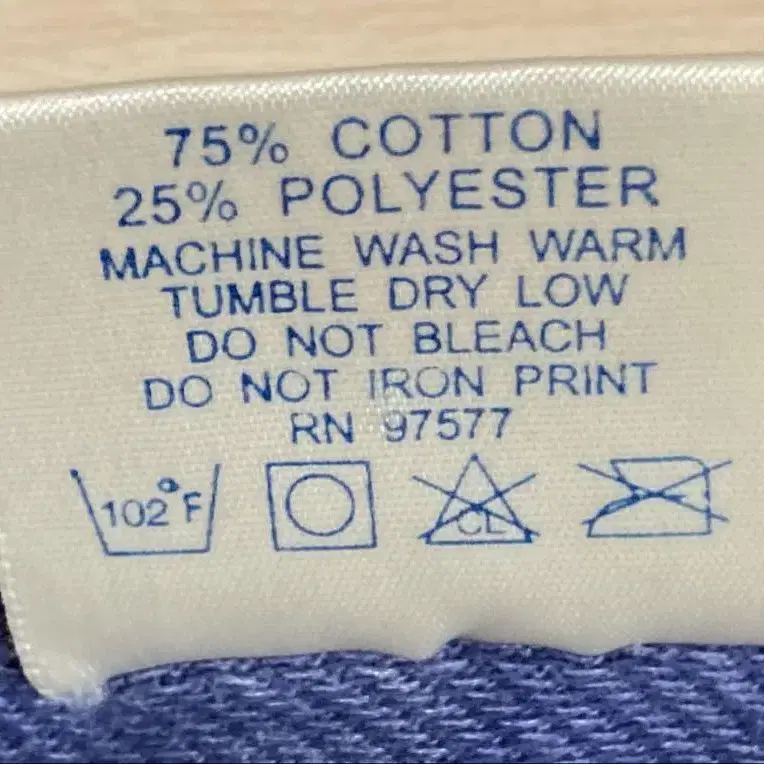 75% COTTON
25% POLYESTER
MACHINE WASH WARM
TUMBLE DRY LOW
DO NOT BLEACH
DO NOT IRON PRINT
RN 97577
102°F CL